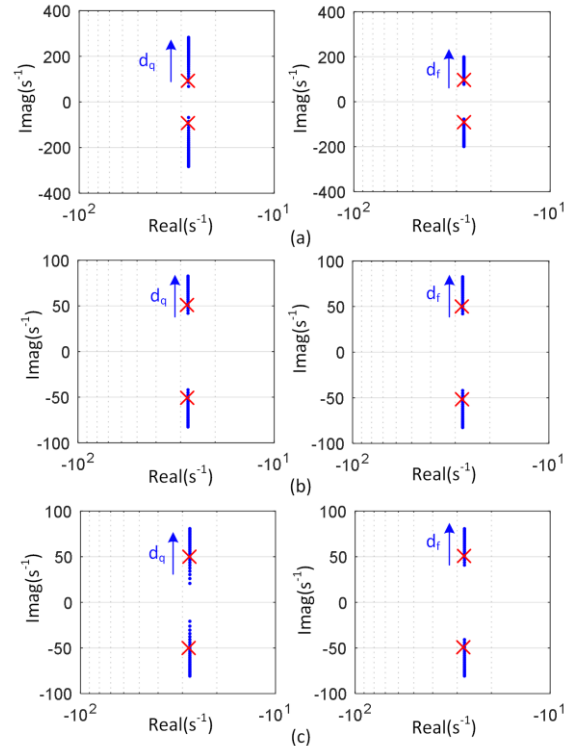 400
200
0
-200
-400
Imag(s⁻¹)
d_q
-10²
Real(s⁻¹)
-10¹
400
200
0
-200
-400
Imag(s⁻¹)
d_f
-10²
Real(s⁻¹)
-10¹
(a)
100
50
0
-50
-100
Imag(s⁻¹)
d_q
-10²
Real(s⁻¹)
-10¹
100
50
0
-50
-100
Imag(s⁻¹)
d_f
-10²
Real(s⁻¹)
-10¹
(b)
100
50
0
-50
-100
Imag(s⁻¹)
d_q
-10²
Real(s⁻¹)
-10¹
100
50
0
-50
-100
Imag(s⁻¹)
d_f
-10²
Real(s⁻¹)
-10¹
(c)